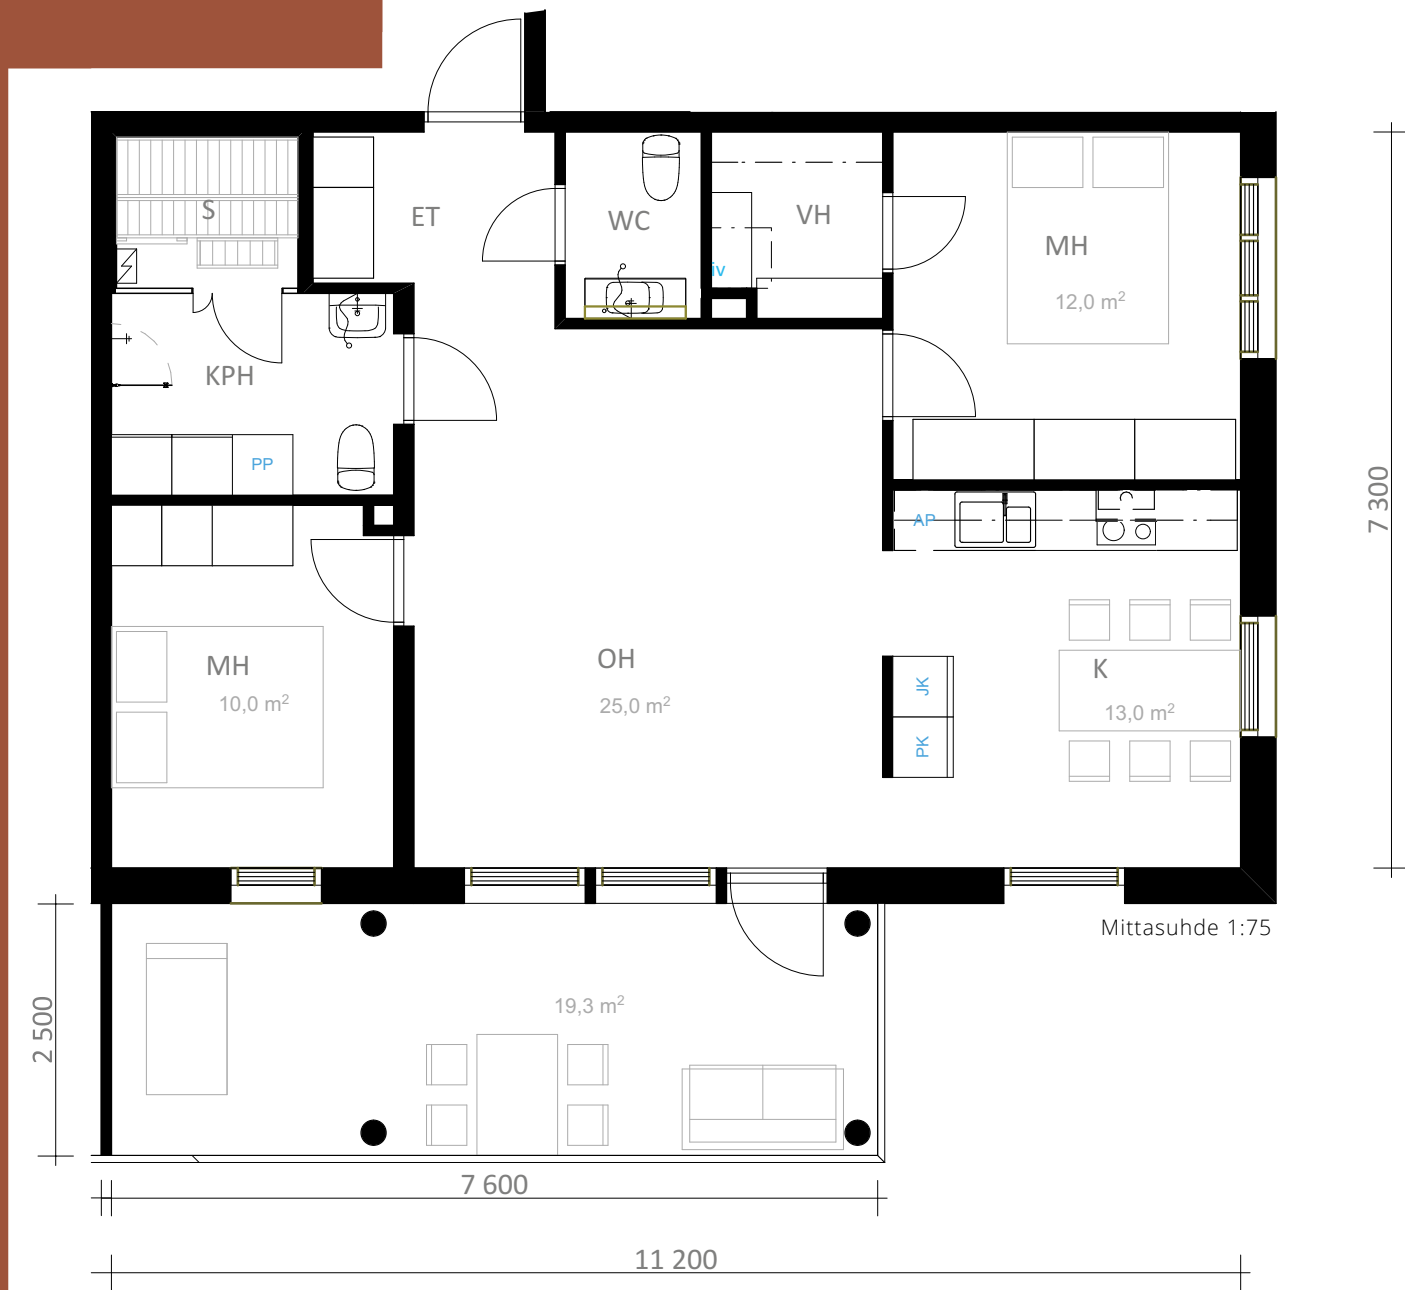 S
ET
WC
VH
iv
MH
12,0 m²
KPH
PP
AP
7 300
MH
10,0 m²
OH
25,0 m²
JK
PK
K
13,0 m²
Mittasuhde 1:75
2 500
19,3 m²
7 600
11 200